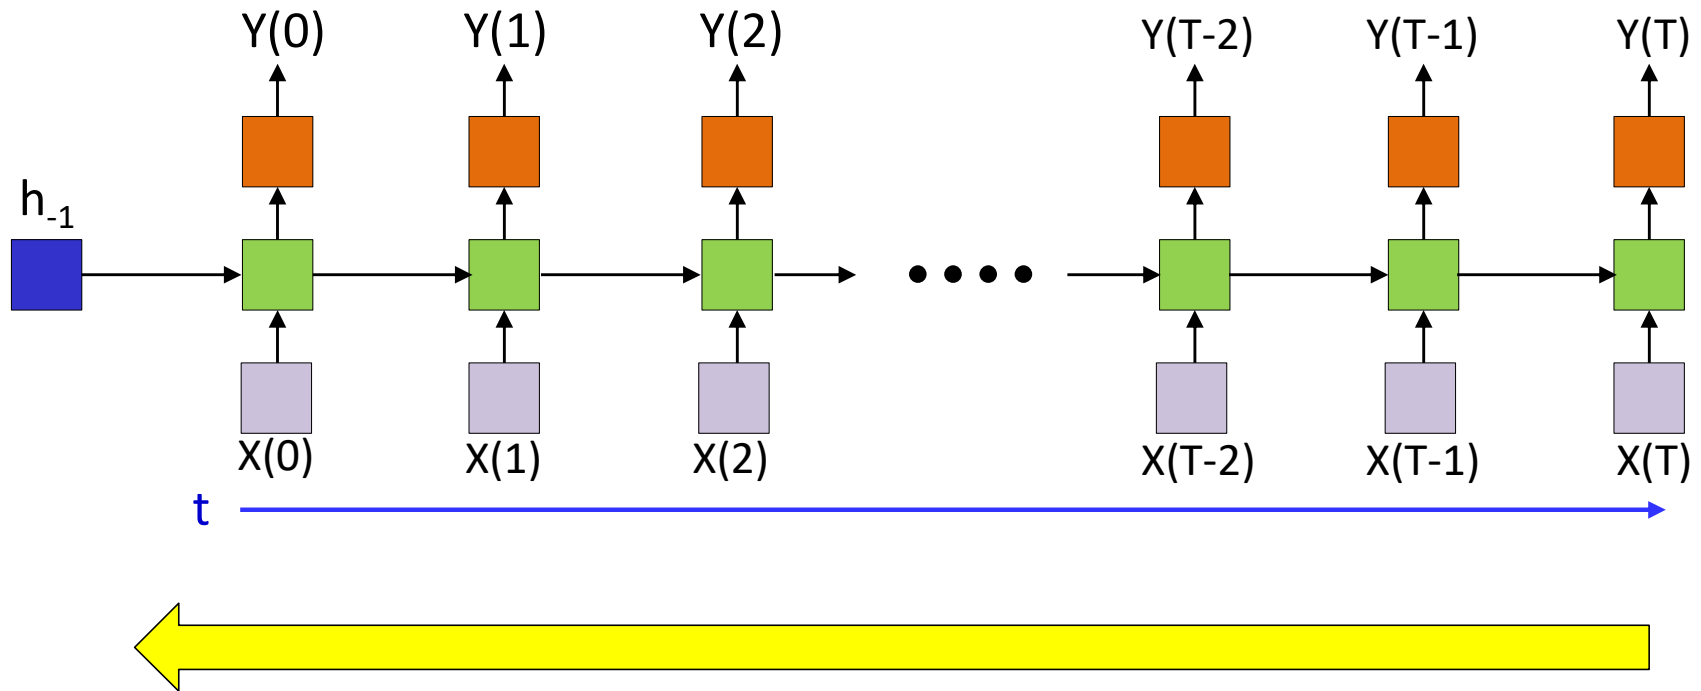 Y(0) Y(1) Y(2) Y(T-2) Y(T-1) Y(T)
h-1
X(0) X(1) X(2) X(T-2) X(T-1) X(T)
t